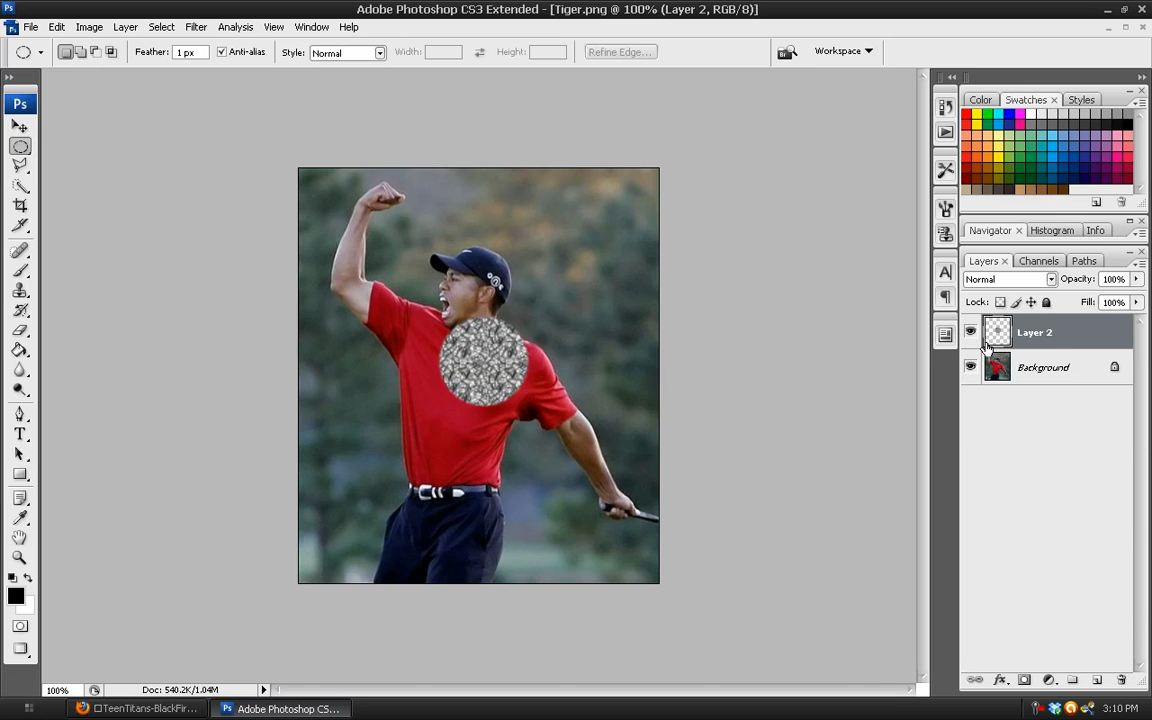 Adobe Photoshop CS3 Extended - [Tiger.png @ 100% (Layer 2, RGB/8)]
File Edit Image Layer Select Filter Analysis View Window Help
Feather: 1 px Anti-alias Style: Normal Width: Height: Refine Edge... Workspace
Ps
Color Swatches Styles
Navigator Histogram Info
Layers Channels Paths
Normal Opacity: 100%
Lock: Fill: 100%
Layer 2
Background
100% Doc: 540.2K/1.04M
TeenTitans-BlackFir... Adobe Photoshop CS... 3:10 PM